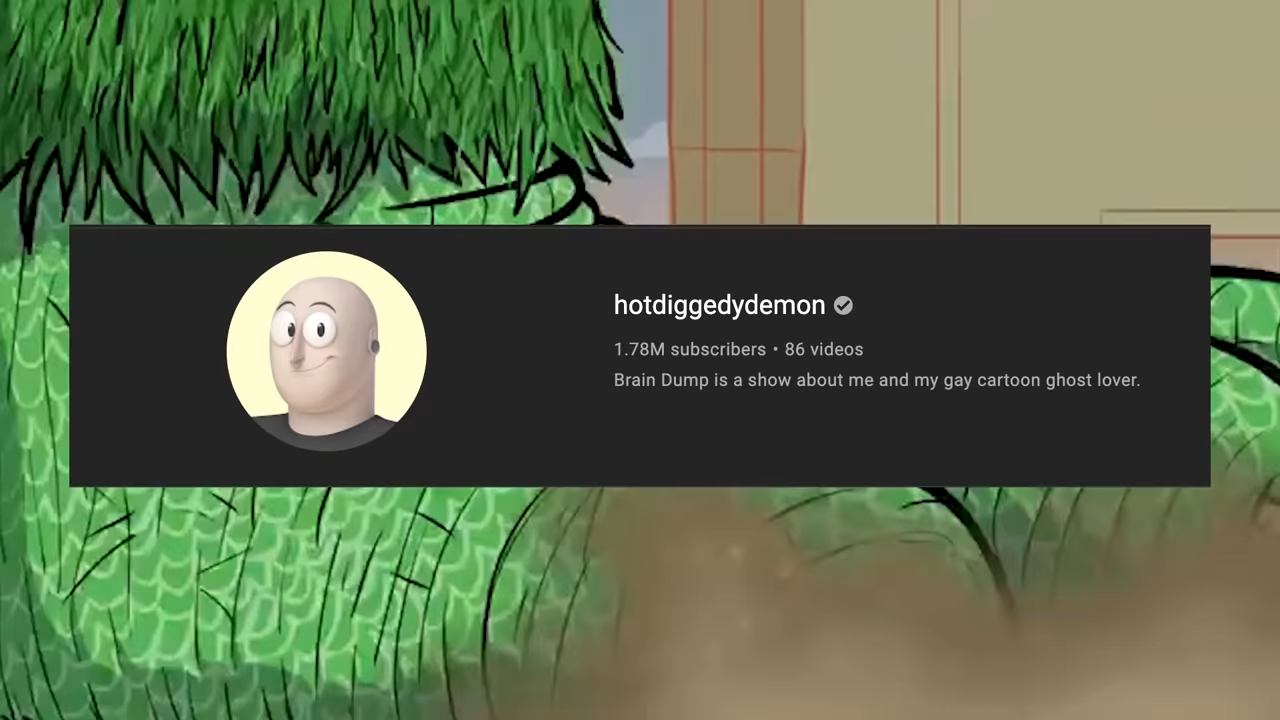 hotdiggedydemon
1.78M subscribers • 86 videos
Brain Dump is a show about me and my gay cartoon ghost lover.